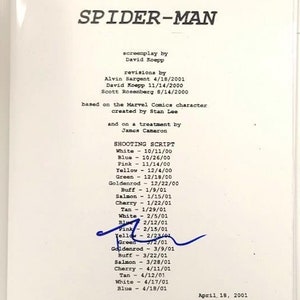 SPIDER-MAN
screenplay by
David Koepp
revisions by
Alvin Sargent 4/18/2001
David Koepp 11/14/2000
Scott Rosenberg 8/14/2000
based on the Marvel Comics character
created by Stan Lee
and on a treatment by
James Cameron
SHOOTING SCRIPT
White - 10/11/00
Blue - 10/26/00
Pink - 11/14/00
Yellow - 12/4/00
Green - 12/18/00
Goldenrod - 12/22/00
Buff - 1/9/01
Salmon - 1/15/01
Cherry - 1/22/01
Tan - 1/29/01
White - 2/5/01
Blue - 2/12/01
Pink - 2/15/01
Yellow - 2/23/01
Green - 3/2/01
Goldenrod - 3/9/01
Buff - 3/22/01
Salmon - 3/28/01
Cherry - 4/11/01
Tan - 4/12/01
White - 4/17/01
Blue - 4/18/01
April 18, 2001